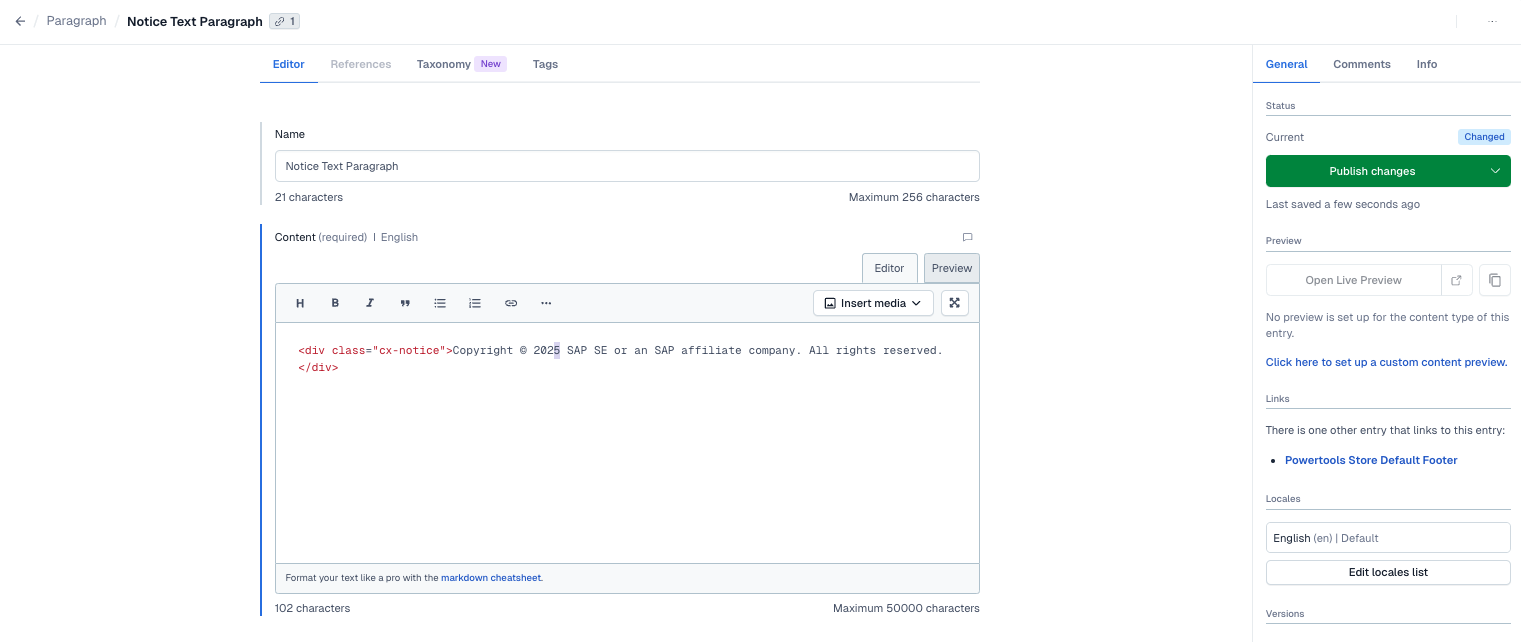 Paragraph / Notice Text Paragraph 1
Editor References Taxonomy New Tags
Name
Notice Text Paragraph
21 characters Maximum 256 characters
Content (required) | English
Editor Preview
H B I Insert media
<div class="cx-notice">Copyright © 2025 SAP SE or an SAP affiliate company. All rights reserved.
</div>
Format your text like a pro with the markdown cheatsheet.
102 characters Maximum 50000 characters
General Comments Info
Status
Current Changed
Publish changes
Last saved a few seconds ago
Preview
Open Live Preview
No preview is set up for the content type of this
entry.
Click here to set up a custom content preview.
Links
There is one other entry that links to this entry:
• Powertools Store Default Footer
Locales
English (en) | Default
Edit locales list
Versions